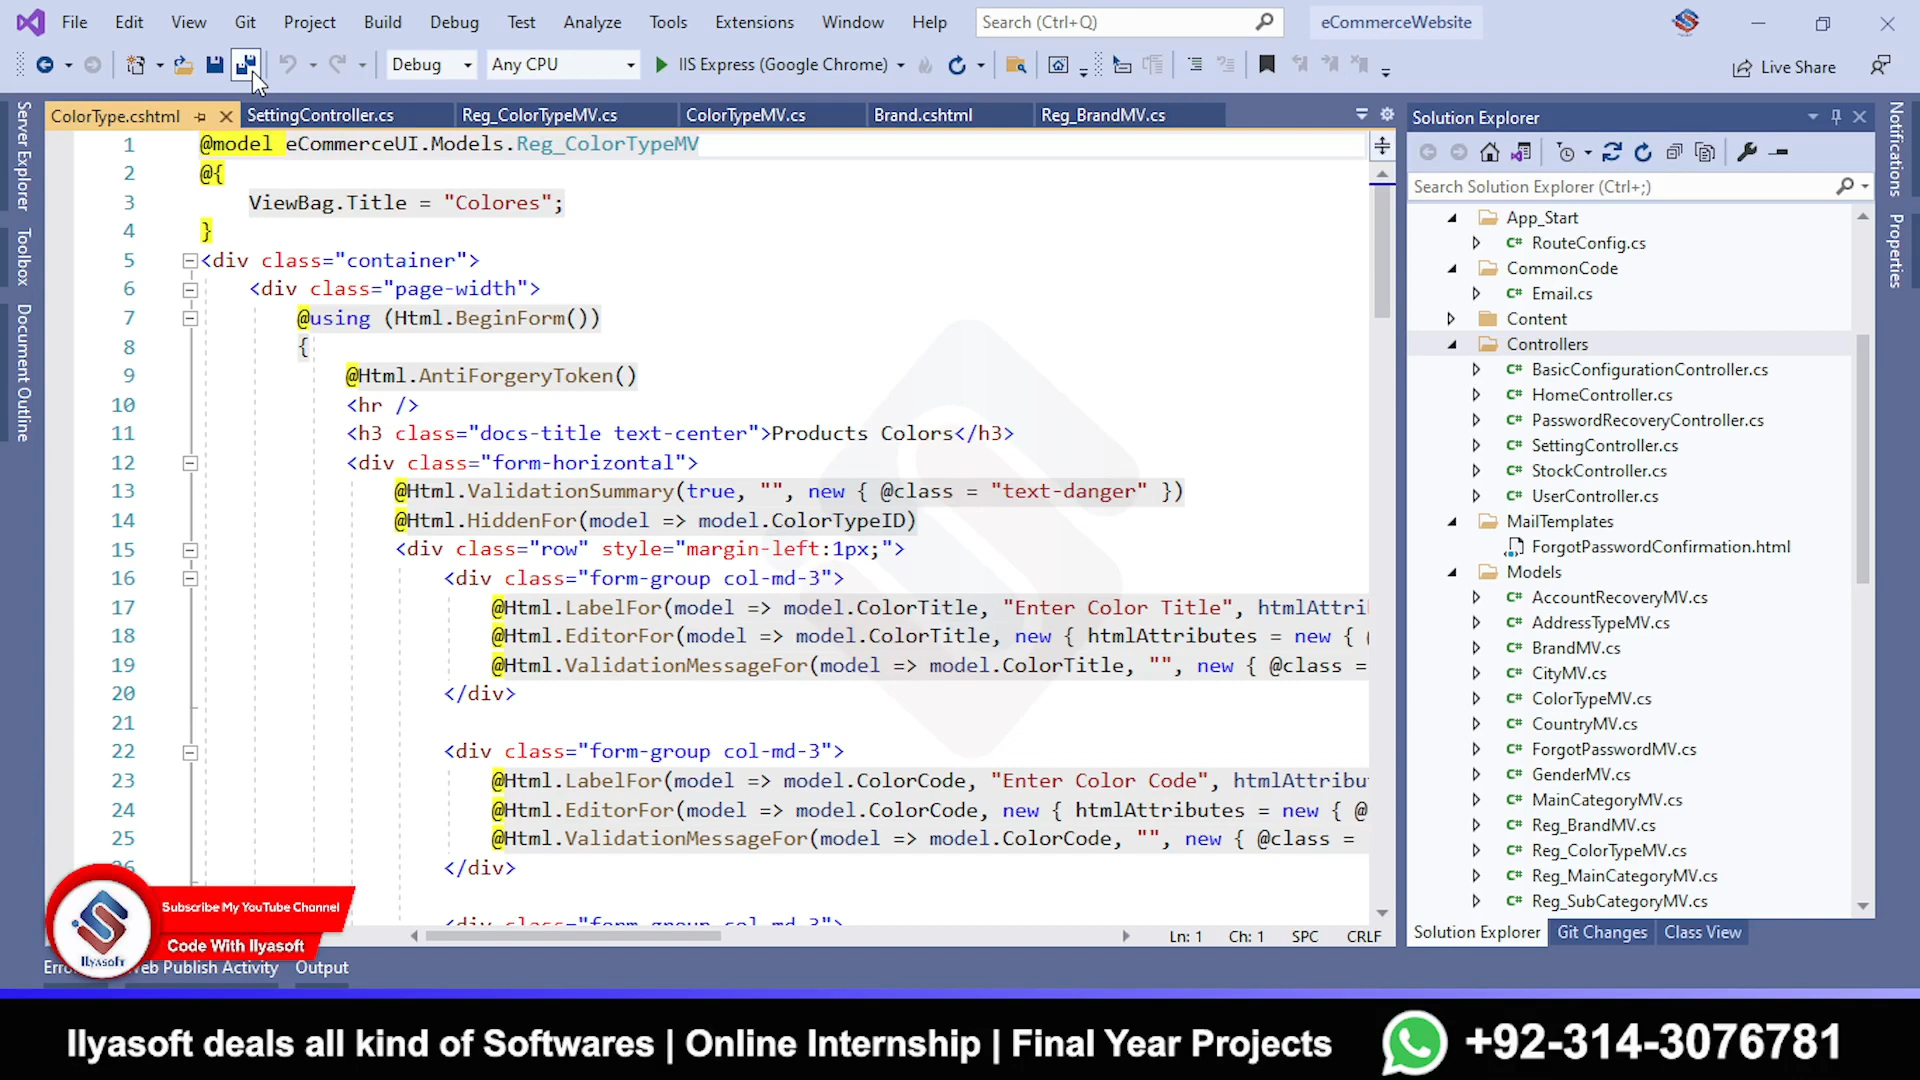 File Edit View Git Project Build Debug Test Analyze Tools Extensions Window Help Search (Ctrl+Q) eCommerceWebsite
Debug Any CPU IIS Express (Google Chrome) Live Share
ColorType.cshtml SettingController.cs Reg_ColorTypeMV.cs ColorTypeMV.cs Brand.cshtml Reg_BrandMV.cs
Server Explorer
Toolbox
Document Outline
1 @model eCommerceUI.Models.Reg_ColorTypeMV
2 @{
3 ViewBag.Title = "Colores";
4 }
5 <div class="container">
6 <div class="page-width">
7 @using (Html.BeginForm())
8 {
9 @Html.AntiForgeryToken()
10 <hr />
11 <h3 class="docs-title text-center">Products Colors</h3>
12 <div class="form-horizontal">
13 @Html.ValidationSummary(true, "", new { @class = "text-danger" })
14 @Html.HiddenFor(model => model.ColorTypeID)
15 <div class="row" style="margin-left:1px;">
16 <div class="form-group col-md-3">
17 @Html.LabelFor(model => model.ColorTitle, "Enter Color Title", htmlAttri
18 @Html.EditorFor(model => model.ColorTitle, new { htmlAttributes = new {
19 @Html.ValidationMessageFor(model => model.ColorTitle, "", new { @class =
20 </div>
21
22 <div class="form-group col-md-3">
23 @Html.LabelFor(model => model.ColorCode, "Enter Color Code", htmlAttribu
24 @Html.EditorFor(model => model.ColorCode, new { htmlAttributes = new { @
25 @Html.ValidationMessageFor(model => model.ColorCode, "", new { @class =
26 </div>
<div class="form-group col-md-3">
Ln: 1 Ch: 1 SPC CRLF
Web Publish Activity Output
Solution Explorer
Search Solution Explorer (Ctrl+;)
App_Start
C# RouteConfig.cs
CommonCode
C# Email.cs
Content
Controllers
C# BasicConfigurationController.cs
C# HomeController.cs
C# PasswordRecoveryController.cs
C# SettingController.cs
C# StockController.cs
C# UserController.cs
MailTemplates
ForgotPasswordConfirmation.html
Models
C# AccountRecoveryMV.cs
C# AddressTypeMV.cs
C# BrandMV.cs
C# CityMV.cs
C# ColorTypeMV.cs
C# CountryMV.cs
C# ForgotPasswordMV.cs
C# GenderMV.cs
C# MainCategoryMV.cs
C# Reg_BrandMV.cs
C# Reg_ColorTypeMV.cs
C# Reg_MainCategoryMV.cs
C# Reg_SubCategoryMV.cs
Solution Explorer Git Changes Class View
Notifications
Properties
Subscribe My YouTube Channel
Code With Ilyasoft
Ilyasoft
Ilyasoft deals all kind of Softwares | Online Internship | Final Year Projects +92-314-3076781